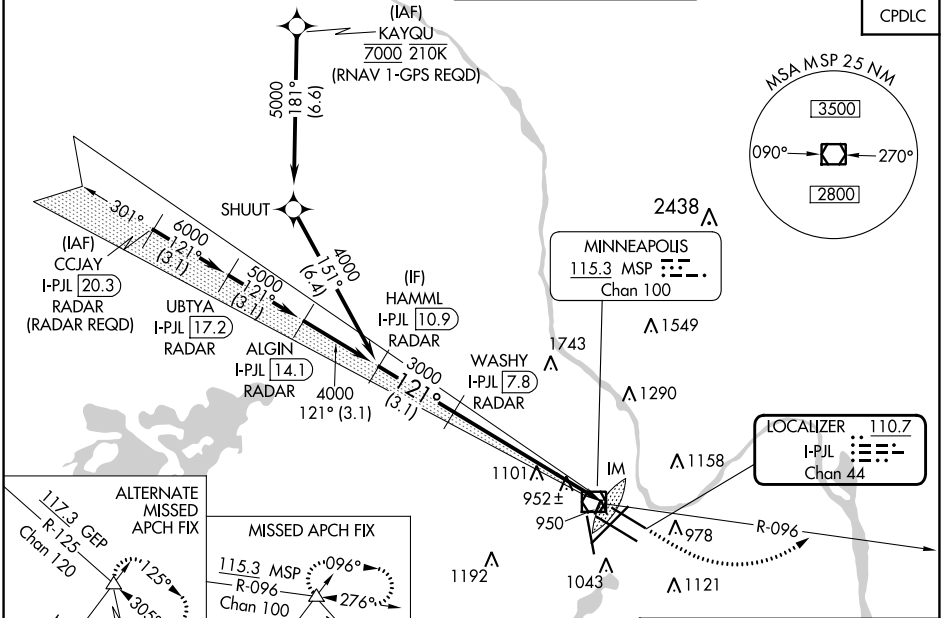 CPDLC
(IAF)
KAYQU
7000 210K
(RNAV 1-GPS REQD)
5000
181°
(6.6)
MSA MSP 25 NM
3500
090°
270°
2800
SHUUT
4000
151°
(6.4)
2438
301°
6000
121°
(3.1)
(IAF)
CCJAY
I-PJL 20.3
RADAR
(RADAR REQD)
5000
121°
(3.1)
UBTYA
I-PJL 17.2
RADAR
ALGIN
I-PJL 14.1
RADAR
4000
121° (3.1)
(IF)
HAMML
I-PJL 10.9
RADAR
3000
121°
(3.1)
WASHY
I-PJL 7.8
RADAR
MINNEAPOLIS
115.3 MSP
Chan 100
1743
1549
1290
LOCALIZER 110.7
I-PJL
Chan 44
1158
1101
952±
950
IM
978
R-096
1192
1043
1121
ALTERNATE
MISSED
APCH FIX
117.3 GEP
R-125
Chan 120
125°
305°
MISSED APCH FIX
115.3 MSP
R-096
Chan 100
096°
276°